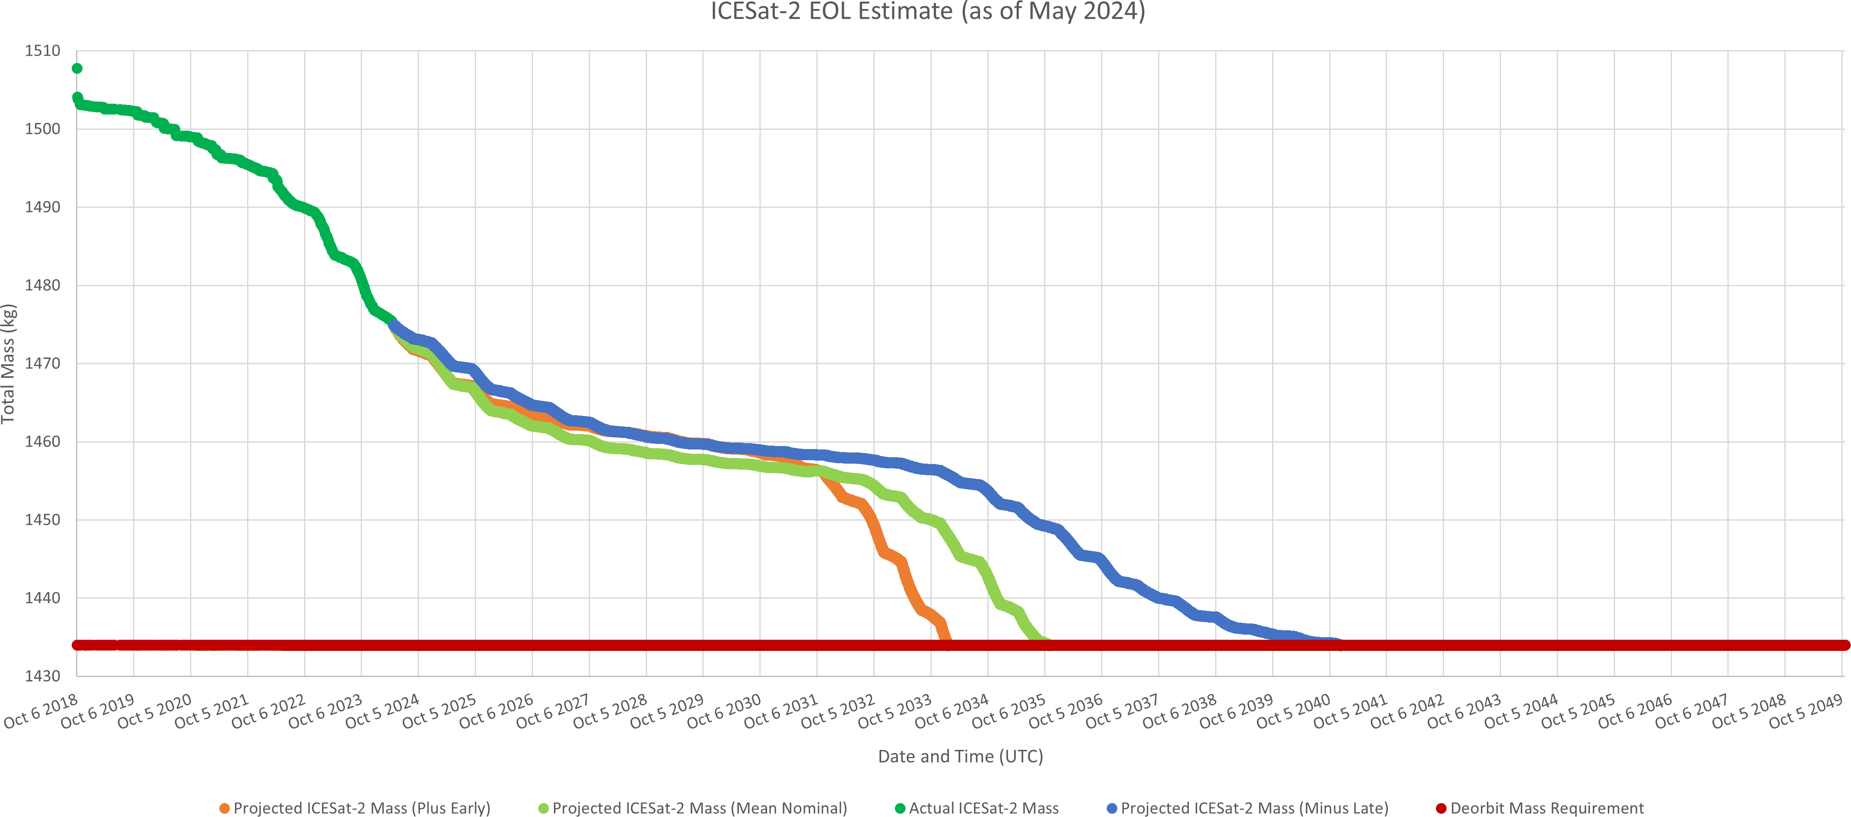 ICESat-2 EOL Estimate (as of May 2024)
1510
1500
1490
1480
1470
1460
1450
1440
1430
Total Mass (kg)
Oct 6 2018
Oct 6 2019
Oct 5 2020
Oct 5 2021
Oct 6 2022
Oct 6 2023
Oct 5 2024
Oct 5 2025
Oct 6 2026
Oct 6 2027
Oct 5 2028
Oct 5 2029
Oct 6 2030
Oct 6 2031
Oct 5 2032
Oct 5 2033
Oct 6 2034
Oct 6 2035
Oct 5 2036
Oct 5 2037
Oct 6 2038
Oct 6 2039
Oct 5 2040
Oct 5 2041
Oct 6 2042
Oct 6 2043
Oct 5 2044
Oct 5 2045
Oct 6 2046
Oct 6 2047
Oct 5 2048
Oct 5 2049
Date and Time (UTC)
Projected ICESat-2 Mass (Plus Early)
Projected ICESat-2 Mass (Mean Nominal)
Actual ICESat-2 Mass
Projected ICESat-2 Mass (Minus Late)
Deorbit Mass Requirement